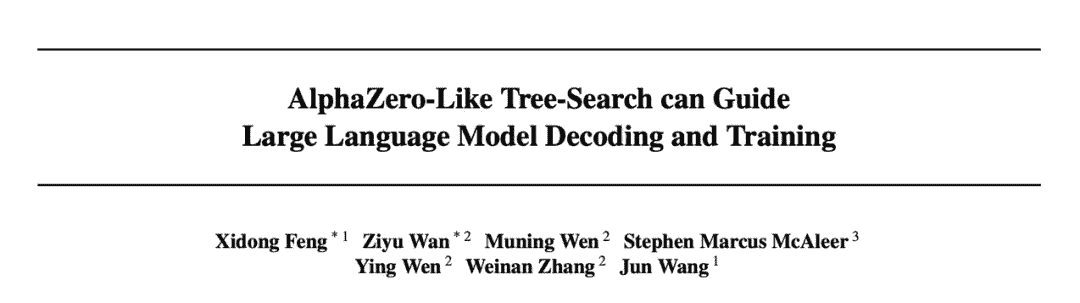 AlphaZero-Like Tree-Search can Guide
Large Language Model Decoding and Training
Xidong Feng * 1 Ziyu Wan * 2 Muning Wen 2 Stephen Marcus McAleer 3
Ying Wen 2 Weinan Zhang 2 Jun Wang 1